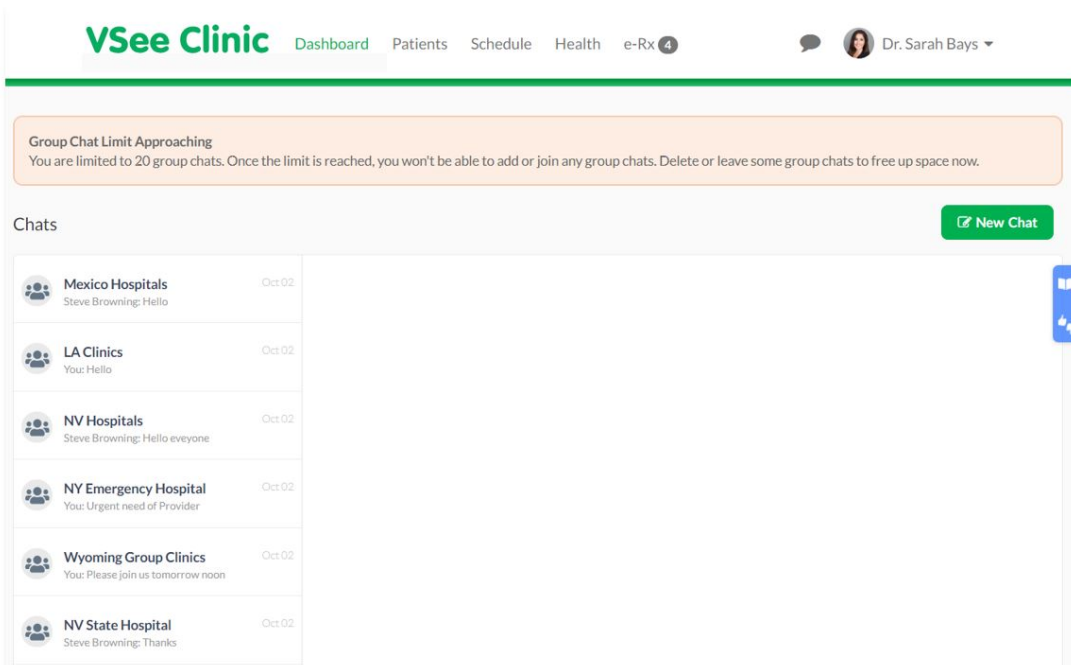 VSee Clinic Dashboard Patients Schedule Health e-Rx 4 Dr. Sarah Bays
Group Chat Limit Approaching
You are limited to 20 group chats. Once the limit is reached, you won't be able to add or join any group chats. Delete or leave some group chats to free up space now.
Chats
New Chat
Mexico Hospitals Oct 02
Steve Browning: Hello
LA Clinics Oct 02
You: Hello
NV Hospitals Oct 02
Steve Browning: Hello eveyone
NY Emergency Hospital Oct 02
You: Urgent need of Provider
Wyoming Group Clinics Oct 02
You: Please join us tomorrow noon
NV State Hospital Oct 02
Steve Browning: Thanks